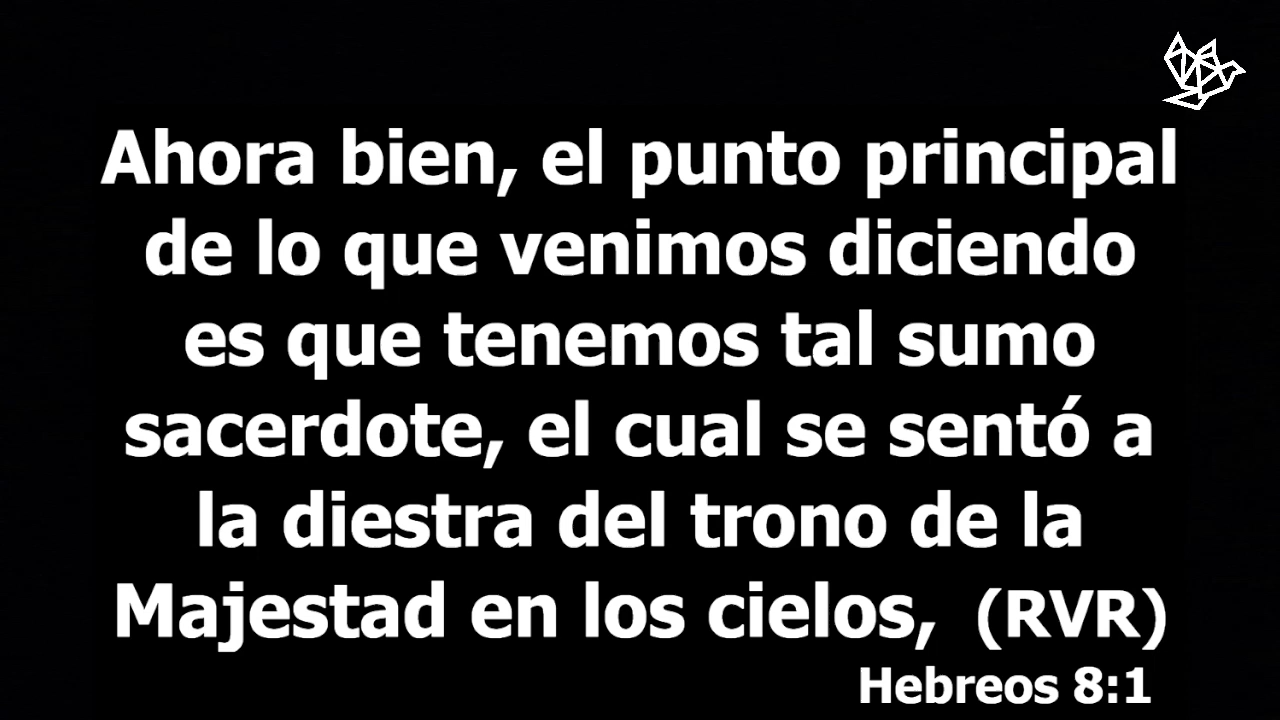 Ahora bien, el punto principal
de lo que venimos diciendo
es que tenemos tal sumo
sacerdote, el cual se sentó a
la diestra del trono de la
Majestad en los cielos, (RVR)
Hebreos 8:1